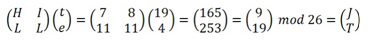 (H I
L L)(t
e) = (7 8
11 11)(19
4) = (165
253) = (9
19) mod 26 = (J
T)